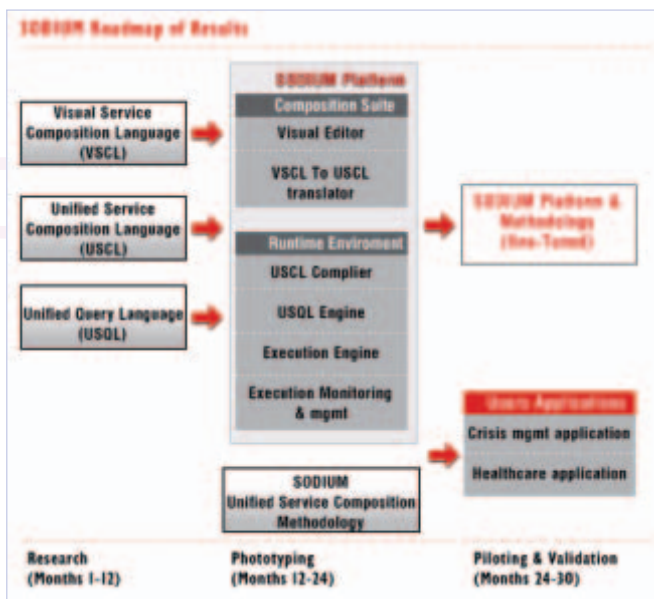 SODIUM Roadmap of Results
Visual Service
Composition Language
(VSCL)
Unified Service
Composition Language
(USCL)
Unified Query Language
(USQL)
SODIUM Platform
Composition Suite
Visual Editor
VSCL To USCL
translator
Runtime Enviroment
USCL Complier
USQL Engine
Execution Engine
Execution Monitoring
& mgmt
SODIUM
Unified Service Composition
Methodology
SODIUM Platform &
Methodology
(fine-Tuned)
Users Applications
Crisis mgmt application
Healthcare application
Research
(Months 1-12)
Phototyping
(Months 12-24)
Piloting & Validation
(Months 24-30)